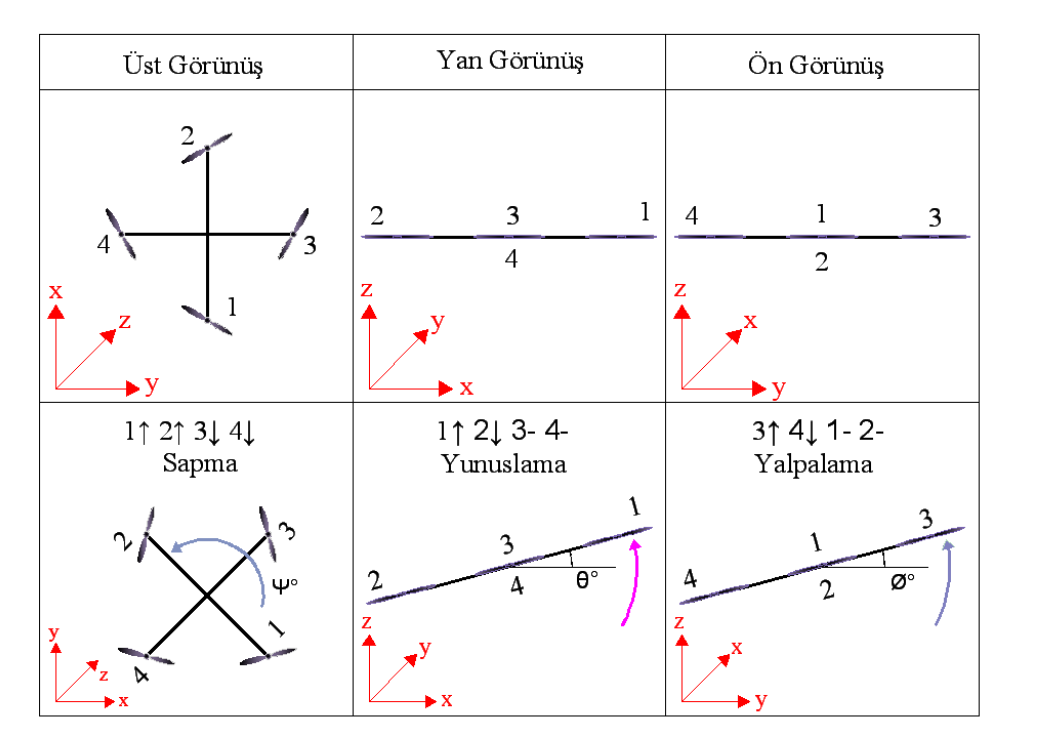 Üst Görünüş
Yan Görünüş
Ön Görünüş
2
4
3
1
x
z
y
2
3
1
4
z
y
x
4
1
3
2
z
x
y
1↑ 2↑ 3↓ 4↓
Sapma
2
3
Ψ°
1
4
y
z
x
1↑ 2↓ 3- 4-
Yunuslama
1
3
2
4
θ°
z
y
x
3↑ 4↓ 1- 2-
Yalpalama
3
1
4
2
Ø°
z
x
y